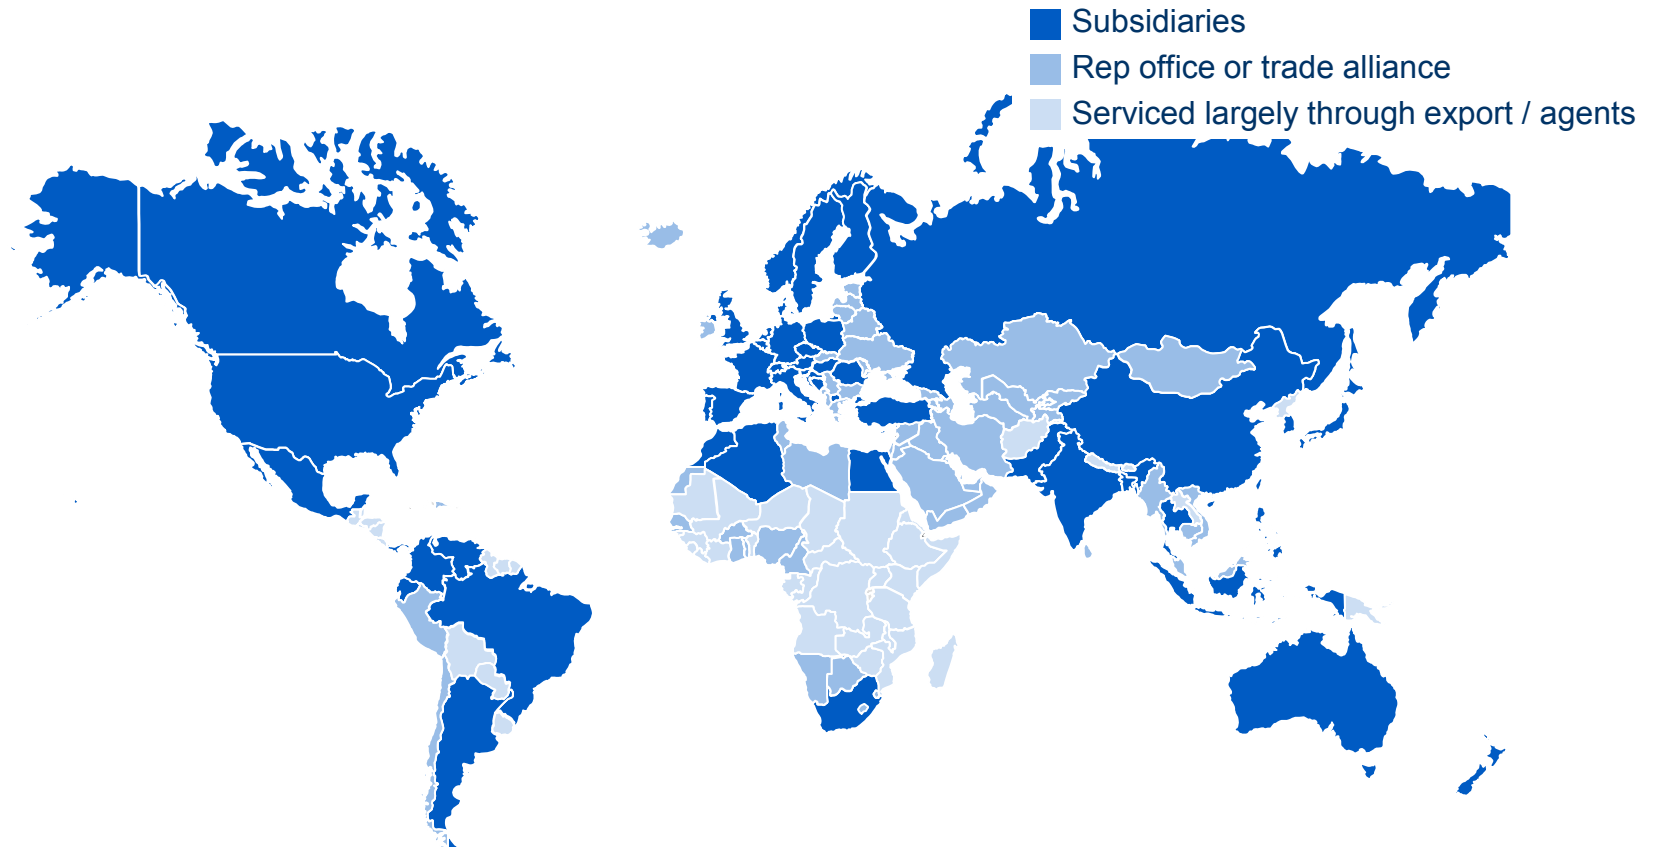 Subsidiaries
Rep office or trade alliance
Serviced largely through export / agents